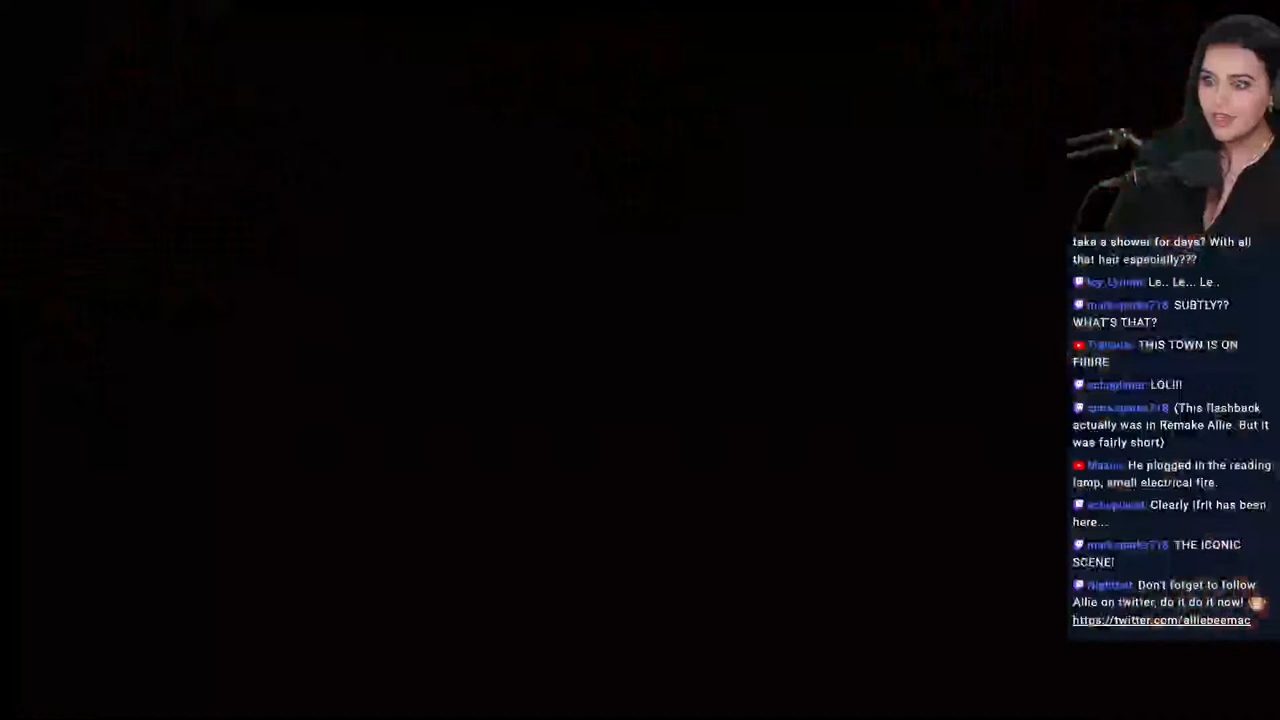 take a shower for days? With all
that hair especially???
Le.. Le... Le..
SUBTLY??
WHAT'S THAT?
THIS TOWN IS ON
FIIIIRE
LOL!!!
(This flashback
actually was in Remake Allie. But it
was fairly short)
He plogged in the reading
lamp, small electrical fire.
Clearly Ifrit has been
here...
THE ICONIC
SCENE!
Nightbot: Don't forget to follow
Allie on twitter, do it do it now!
https://twitter.com/alliebeemac